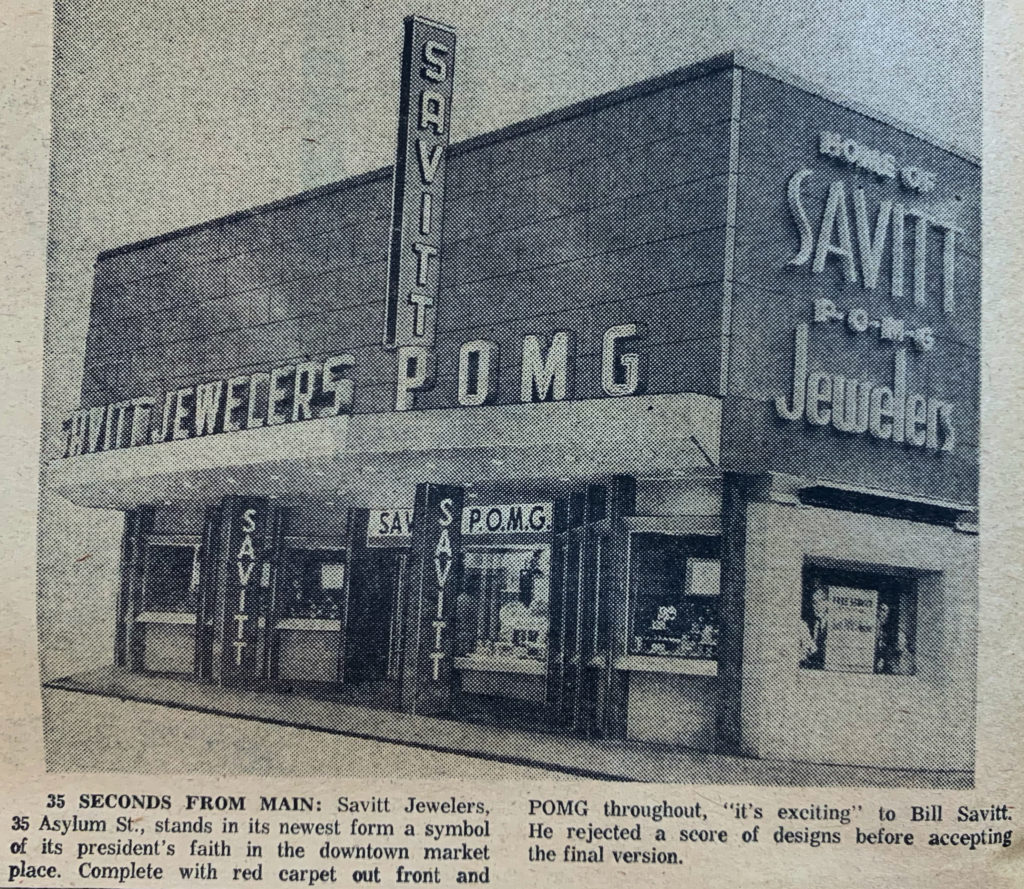 SAVITT
HOME OF
SAVITT
P-O-M-G
Jewelers
SAVITT JEWELERS POMG
SAVITT
SAV
SAVITT
P.O.M.G.
35 SECONDS FROM MAIN: Savitt Jewelers,
35 Asylum St., stands in its newest form a symbol
of its president's faith in the downtown market
place. Complete with red carpet out front and
POMG throughout, "it's exciting" to Bill Savitt.
He rejected a score of designs before accepting
the final version.